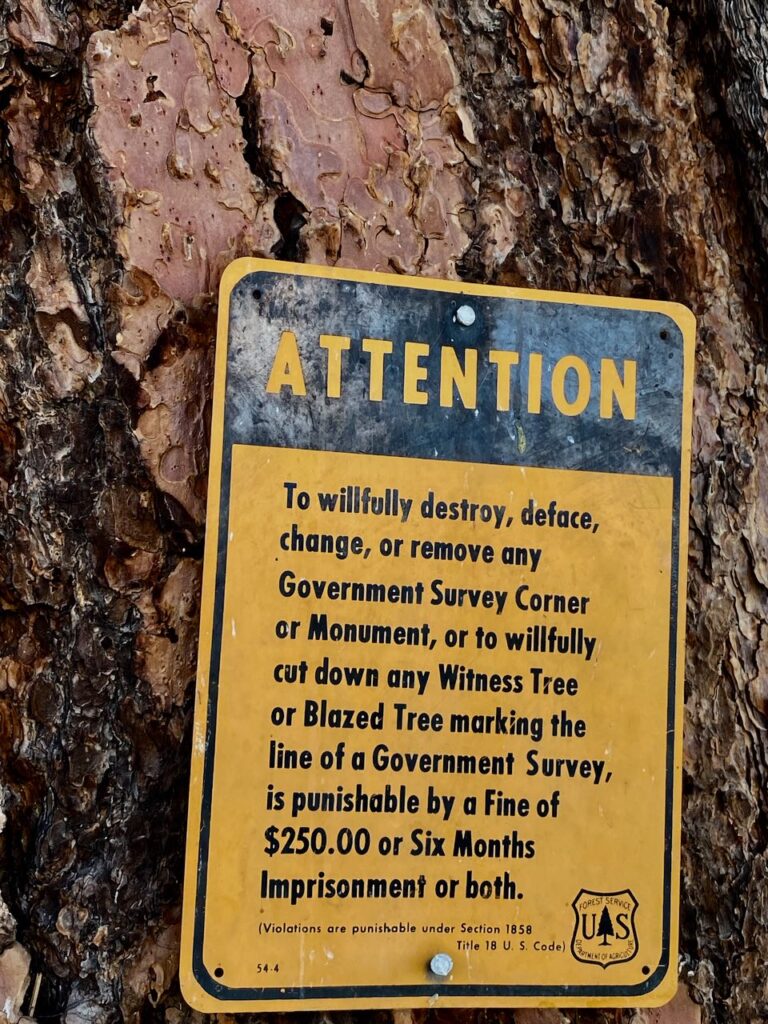 ATTENTION
To willfully destroy, deface,
change, or remove any
Government Survey Corner
or Monument, or to willfully
cut down any Witness Tree
or Blazed Tree marking the
line of a Government Survey,
is punishable by a Fine of
$250.00 or Six Months
Imprisonment or both.
(Violations are punishable under Section 1858
Title 18 U. S. Code)
54-4
FOREST SERVICE
U S
DEPARTMENT OF AGRICULTURE